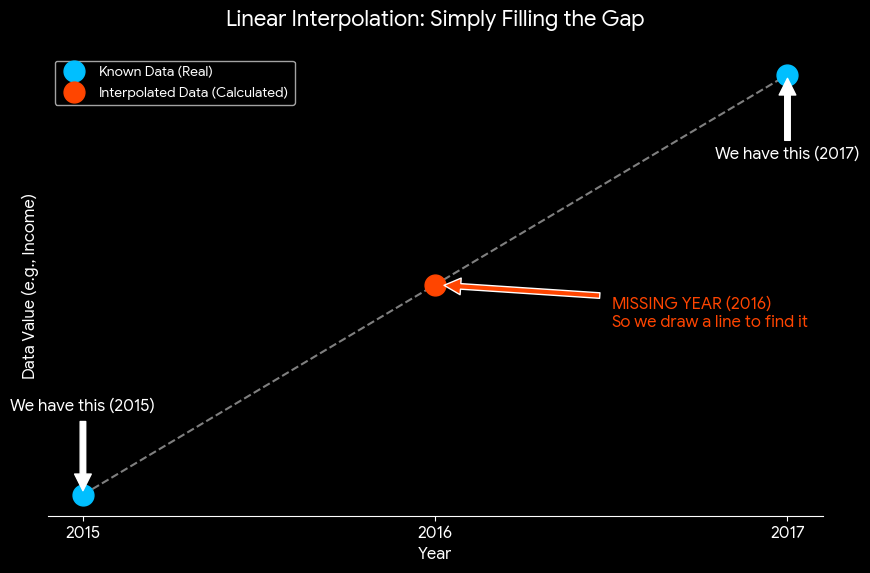 Linear Interpolation: Simply Filling the Gap
Known Data (Real)
Interpolated Data (Calculated)
We have this (2017)
MISSING YEAR (2016)
So we draw a line to find it
Data Value (e.g., Income)
We have this (2015)
2015 2016 2017
Year